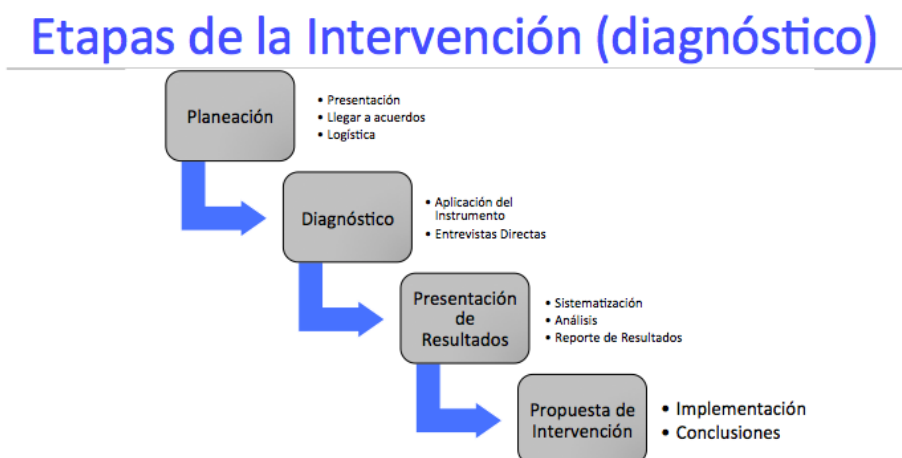 Etapas de la Intervención (diagnóstico)
Planeación
• Presentación
• Llegar a acuerdos
• Logística
Diagnóstico
• Aplicación del
Instrumento
• Entrevistas Directas
Presentación
de
Resultados
• Sistematización
• Análisis
• Reporte de Resultados
Propuesta de
Intervención
• Implementación
• Conclusiones